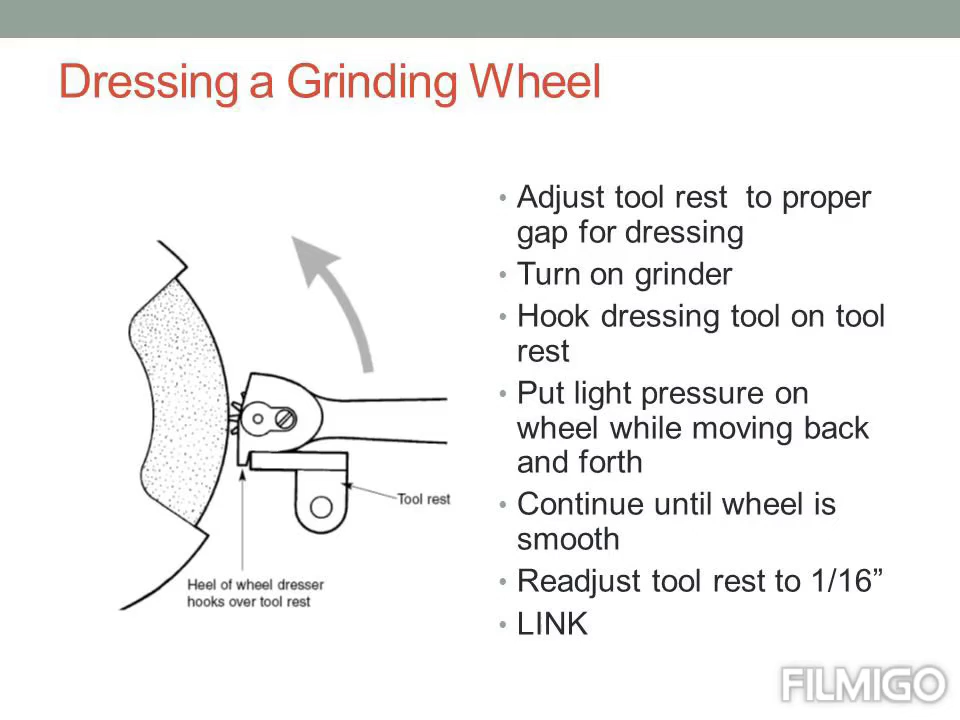 Dressing a Grinding Wheel
• Adjust tool rest to proper
gap for dressing
• Turn on grinder
• Hook dressing tool on tool
rest
• Put light pressure on
wheel while moving back
and forth
• Continue until wheel is
smooth
• Readjust tool rest to 1/16”
• LINK
Tool rest
Heel of wheel dresser
hooks over tool rest
FILMIGO